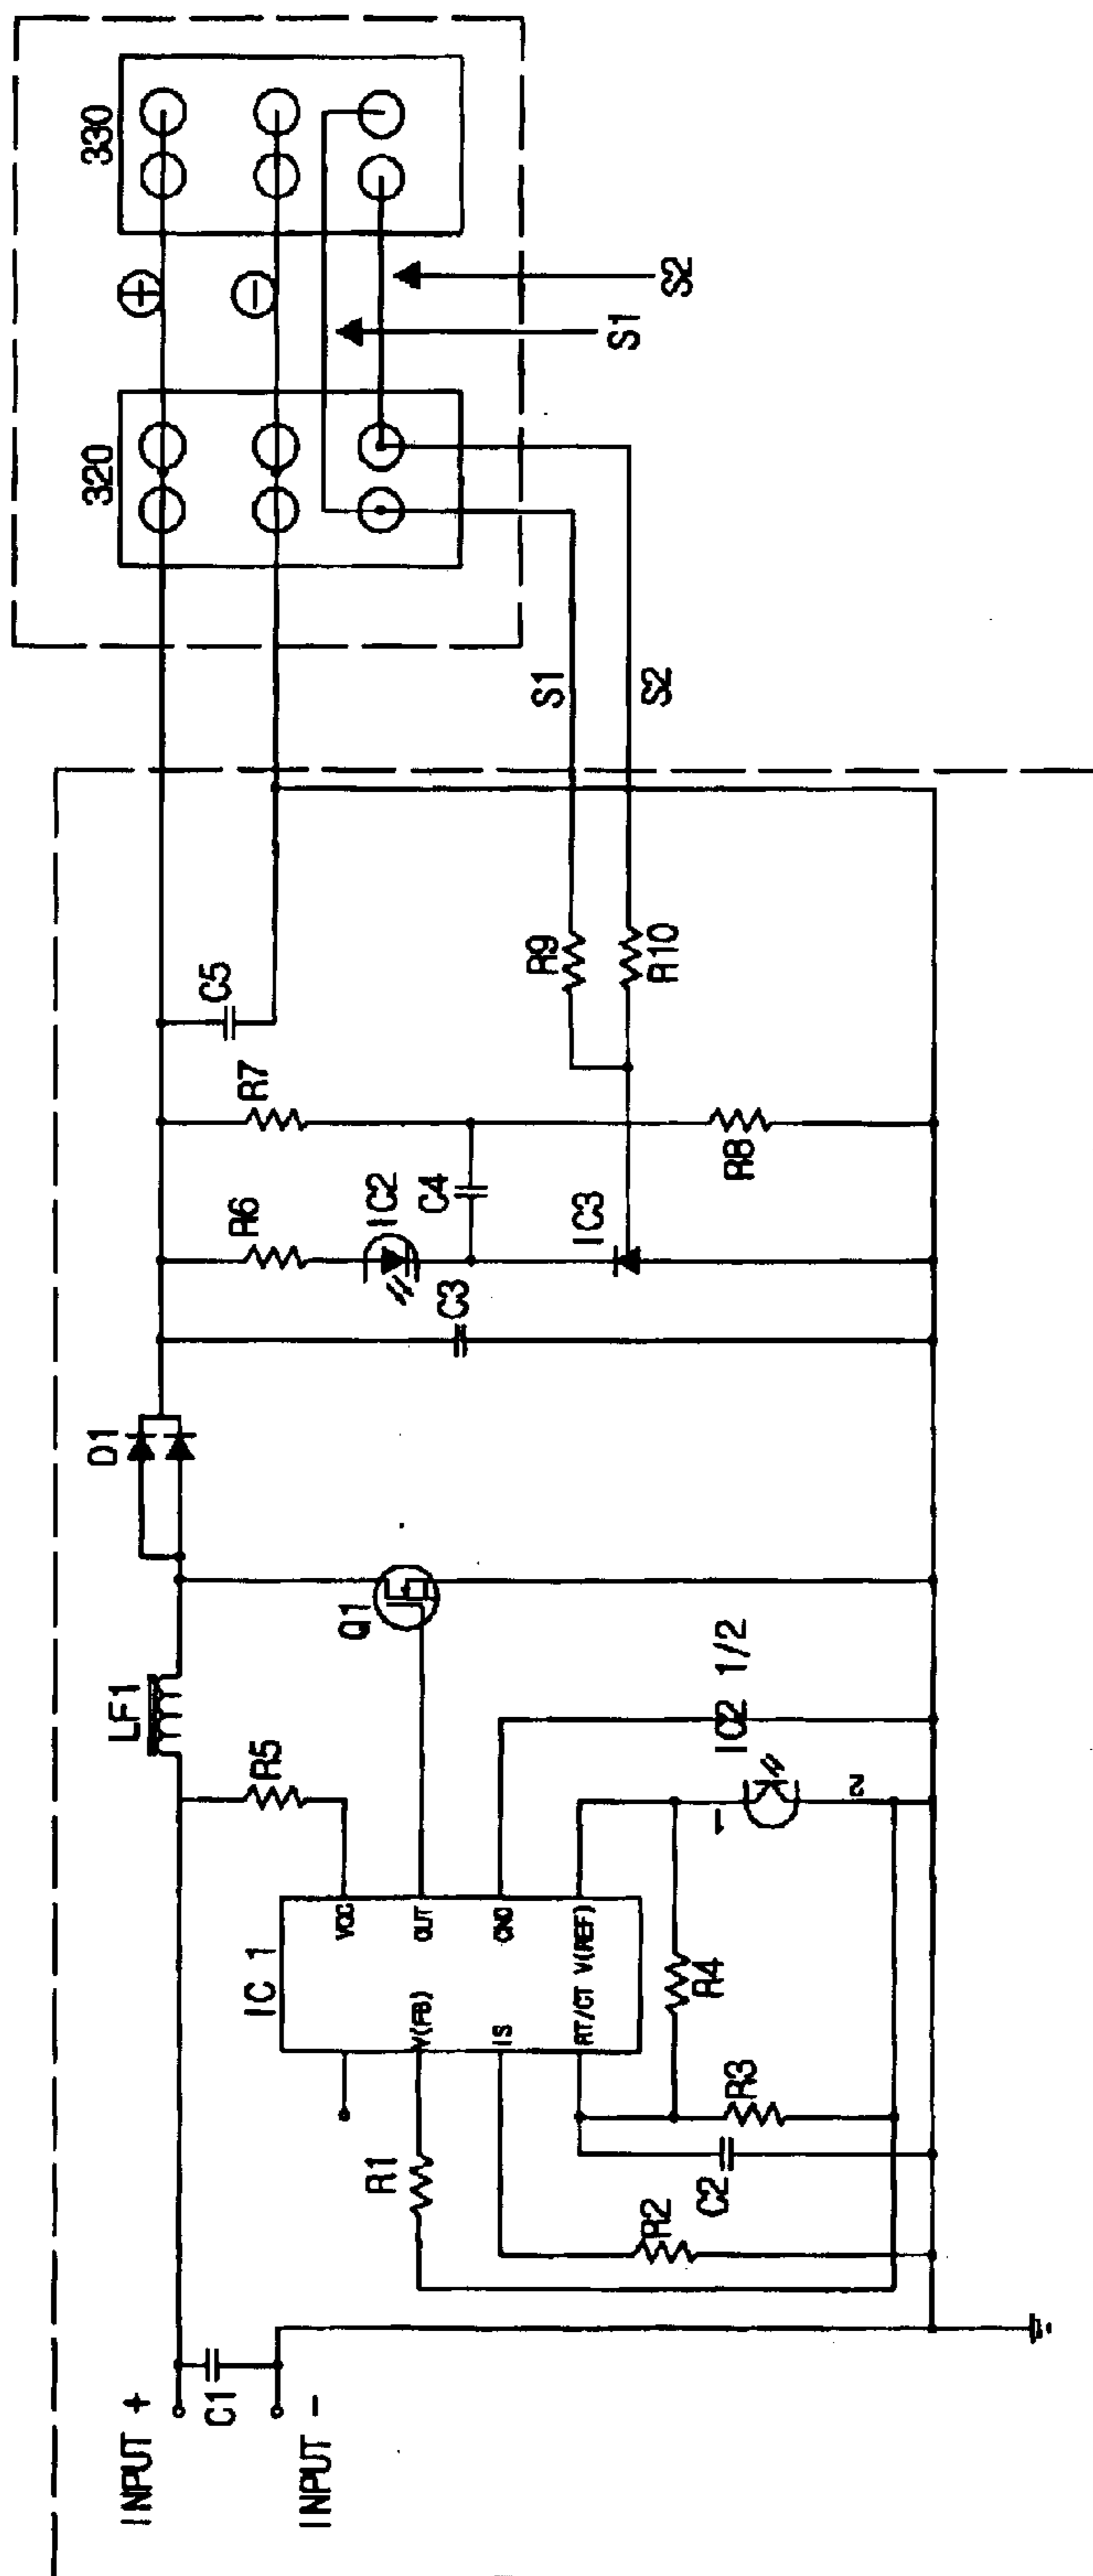 INPUT +
INPUT -
C1
LF1
D1
R5
IC 1
VCC
OUT
GND
V(REF)
V(FB)
IS
RT/CT
R1
R2
C2
R3
R4
Q1
IC2 1/2
1
2
C3
R6
IC2
C4
IC3
R7
R8
C5
R9
R10
S1
S2
320
330
+
-
S1
S2